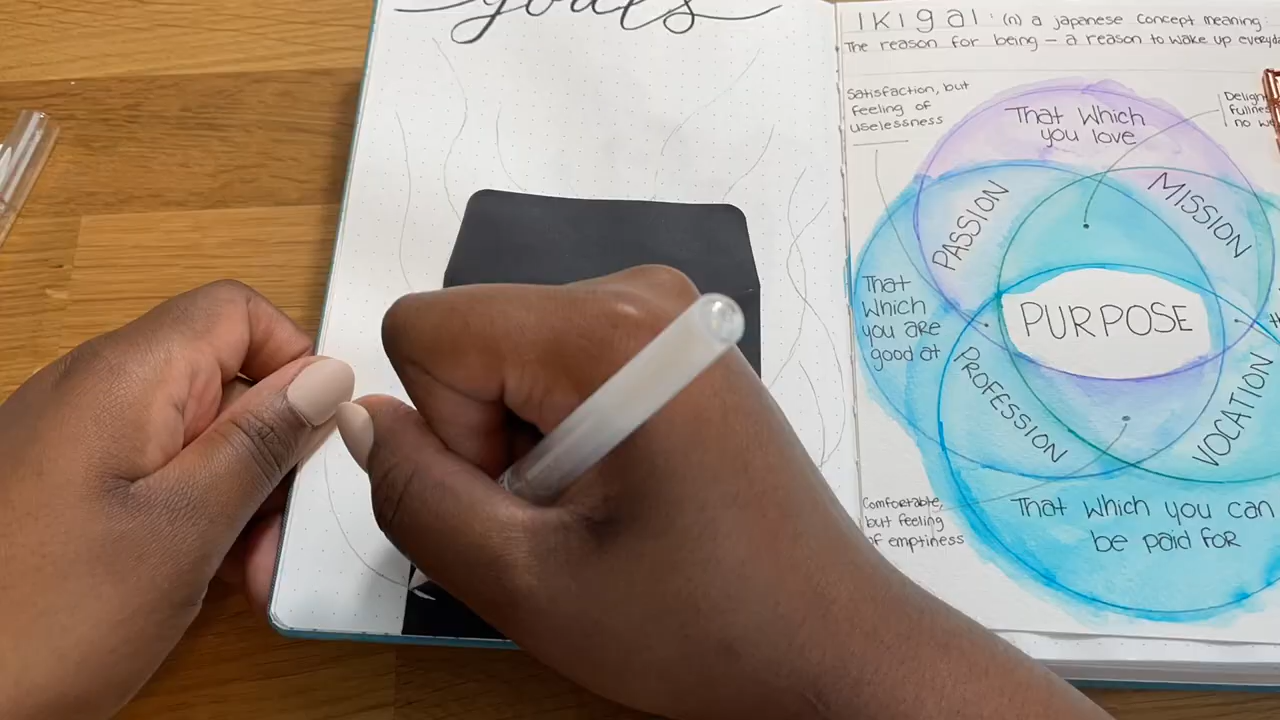 goals
IKIgaI: (n) a japanese concept meaning:
The reason for being – a reason to wake up
Satisfaction, but
feeling of
uselessness
That Which
you love
PASSION
MISSION
That
Which
you are
good at
PURPOSE
PROFESSION
VOCATION
Comfortable,
but feeling
of emptiness
That Which you can
be paid for